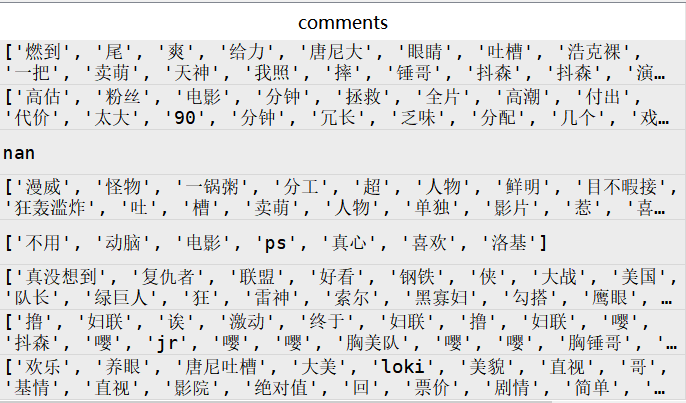 comments
['燃到', '尾', '爽', '给力', '唐尼大', '眼睛', '吐槽', '浩克裸',
'一把', '卖萌', '天神', '我照', '摔', '锤哥', '抖森', '抖森', '演…
['高估', '粉丝', '电影', '分钟', '拯救', '全片', '高潮', '付出',
'代价', '太大', '90', '分钟', '冗长', '乏味', '分配', '几个', '戏…
nan
['漫威', '怪物', '一锅粥', '分工', '超', '人物', '鲜明', '目不暇接',
'狂轰滥炸', '吐', '槽', '卖萌', '人物', '单独', '影片', '惹', '喜…
['不用', '动脑', '电影', 'ps', '真心', '喜欢', '洛基']
['真没想到', '复仇者', '联盟', '好看', '钢铁', '侠', '大战', '美国',
'队长', '绿巨人', '狂', '雷神', '索尔', '黑寡妇', '勾搭', '鹰眼', …
['撸', '妇联', '诶', '激动', '终于', '妇联', '撸', '妇联', '嘤',
'抖森', '嘤', 'jr', '嘤', '嘤', '胸美队', '嘤', '嘤', '胸锤哥', '…
['欢乐', '养眼', '唐尼吐槽', '大美', 'loki', '美貌', '直视', '哥',
'基情', '直视', '影院', '绝对值', '回', '票价', '剧情', '简单', '…